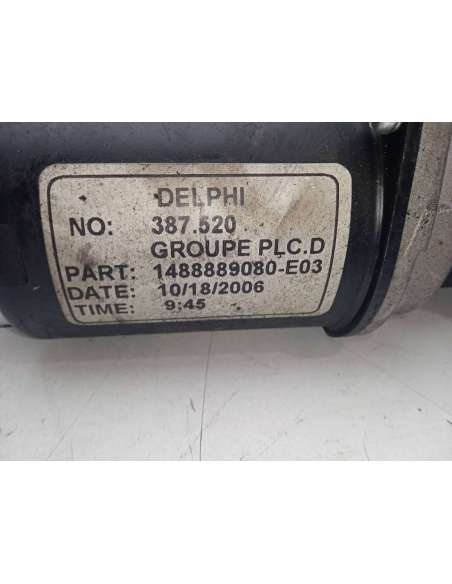 DELPHI
NO: 387.520
GROUPE PLC.D
PART: 1488889080-E03
DATE: 10/18/2006
TIME: 9:45